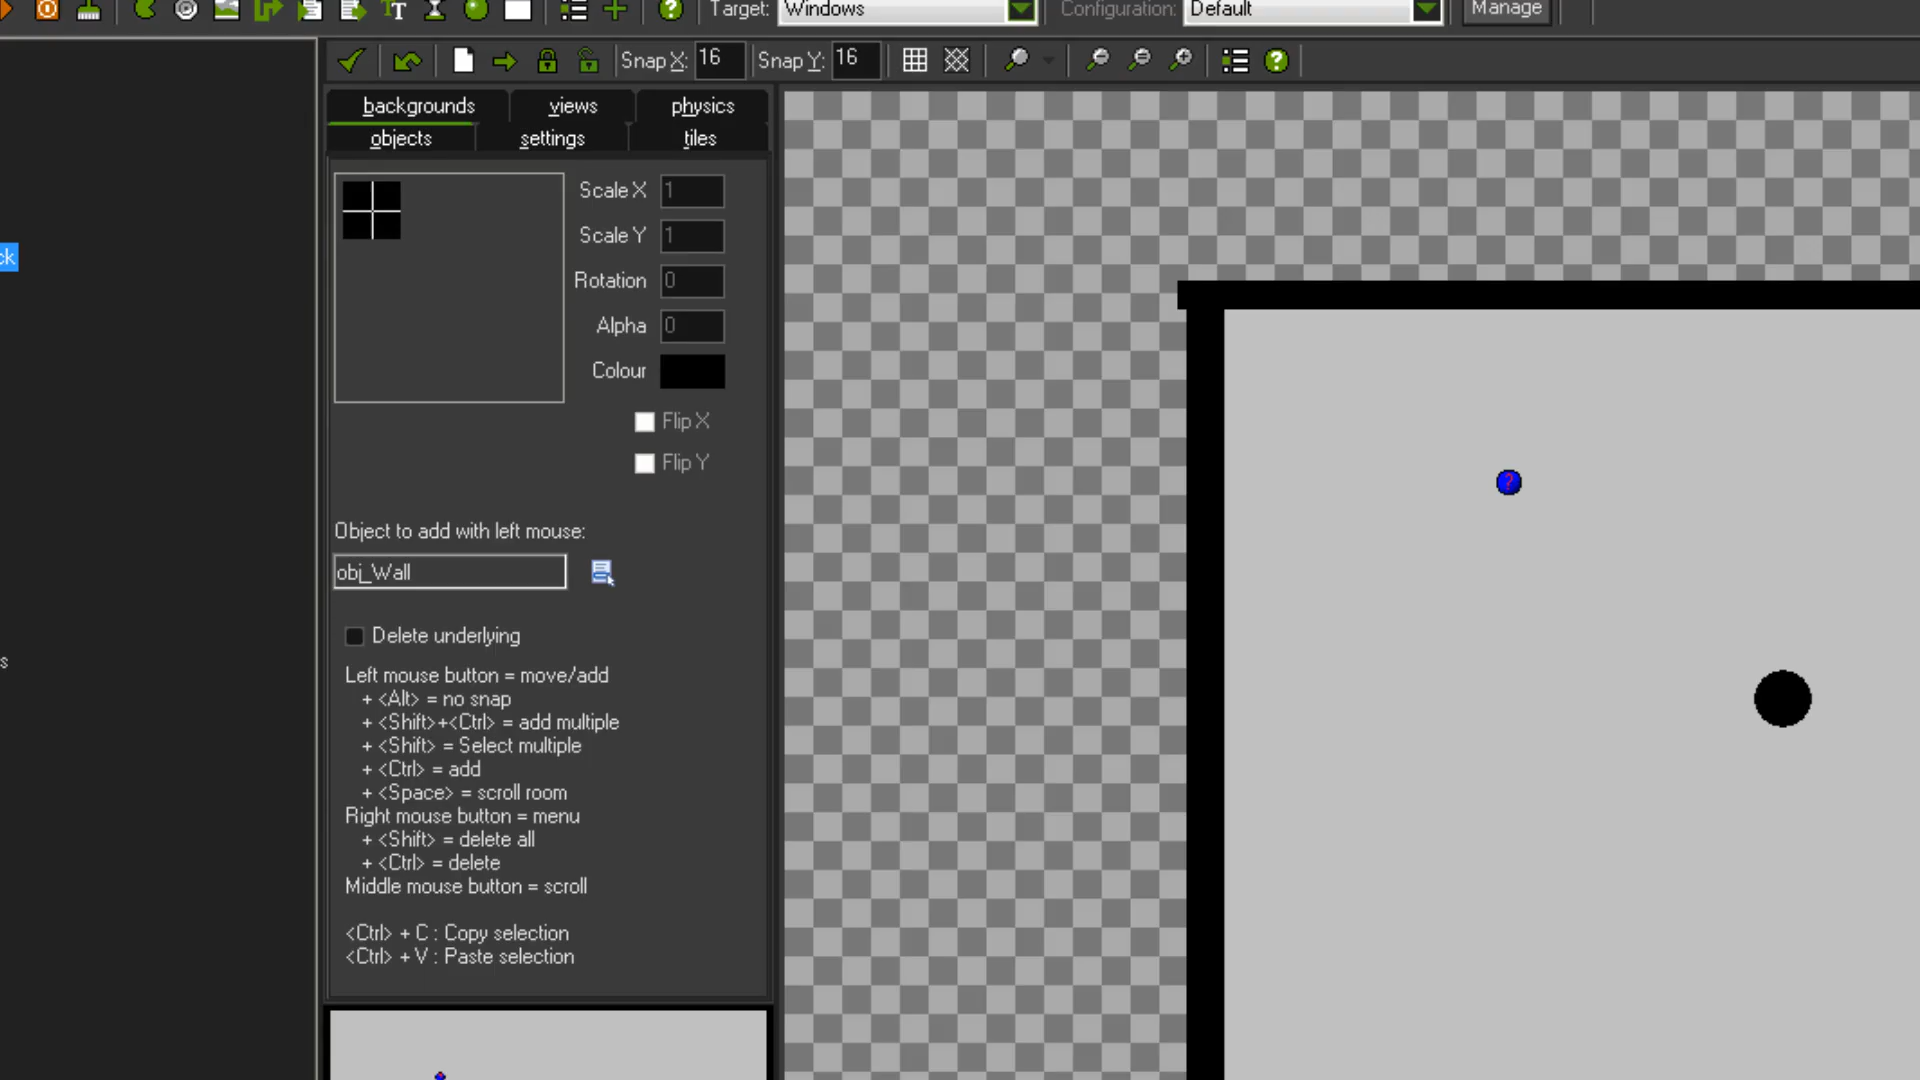 Target: Windows Configuration: Default Manage
Snap X: 16 Snap Y: 16
backgrounds views physics
objects settings tiles
Scale X 1
ck
Scale Y 1
Rotation 0
Alpha 0
Colour
Flip X
Flip Y
Object to add with left mouse:
obj_Wall
Delete underlying
s
Left mouse button = move/add
+ <Alt> = no snap
+ <Shift>+<Ctrl> = add multiple
+ <Shift> = Select multiple
+ <Ctrl> = add
+ <Space> = scroll room
Right mouse button = menu
+ <Shift> = delete all
+ <Ctrl> = delete
Middle mouse button = scroll
<Ctrl> + C : Copy selection
<Ctrl> + V : Paste selection
?